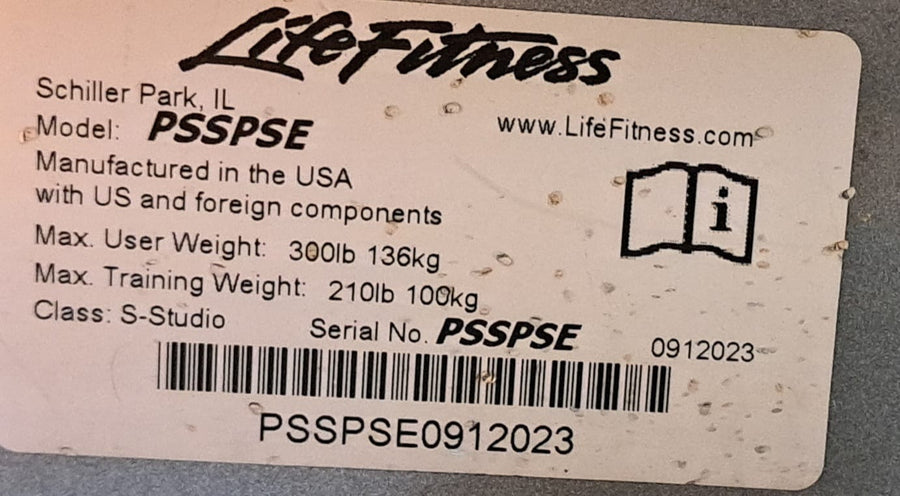 LifeFitness
Schiller Park, IL
Model: PSSPSE
www.LifeFitness.com
Manufactured in the USA
with US and foreign components
i
Max. User Weight: 300lb 136kg
Max. Training Weight: 210lb 100kg
Class: S-Studio
Serial No. PSSPSE 0912023
PSSPSE0912023